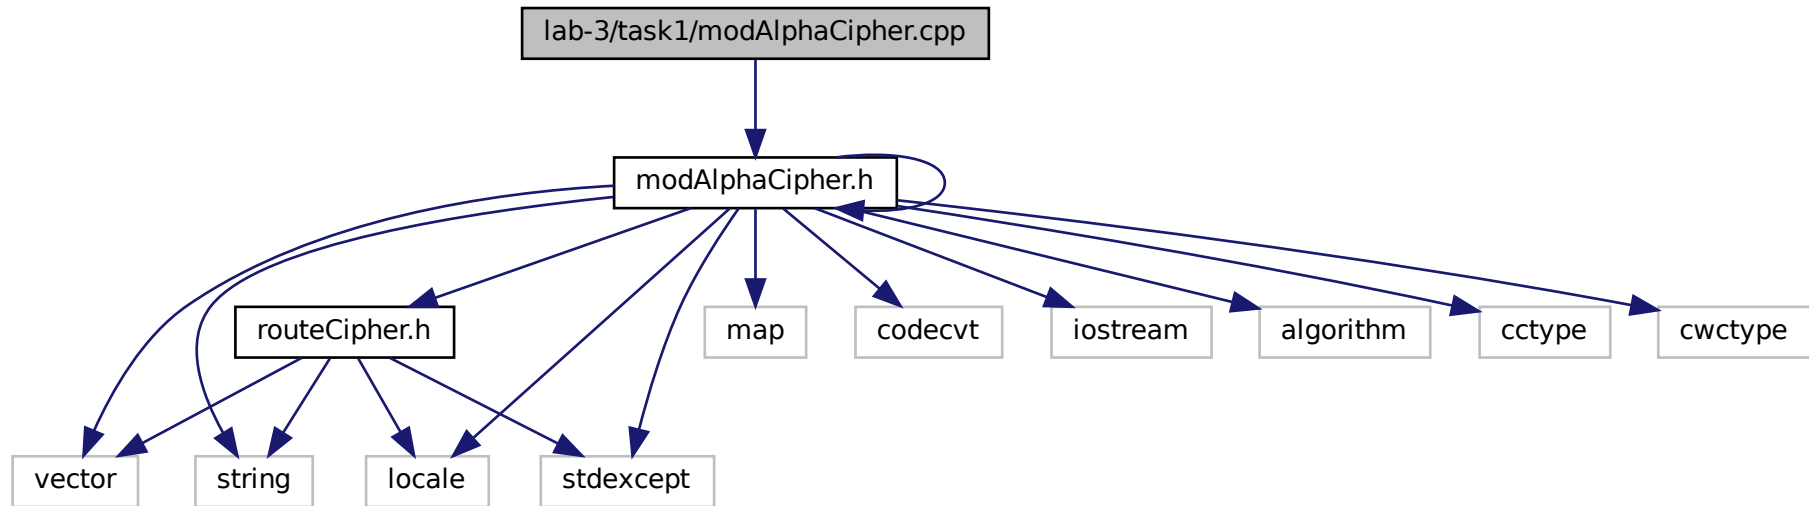 lab-3/task1/modAlphaCipher.cpp
modAlphaCipher.h
routeCipher.h
map
codecvt
iostream
algorithm
cctype
cwctype
vector
string
locale
stdexcept